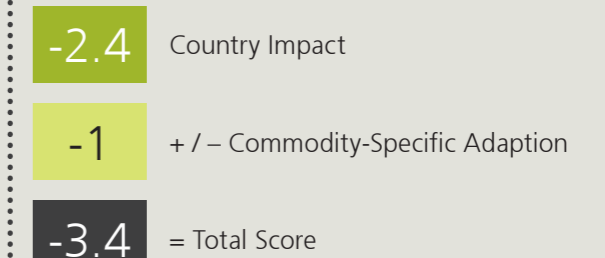 -2.4 Country Impact
-1 + / – Commodity-Specific Adaption
-3.4 = Total Score